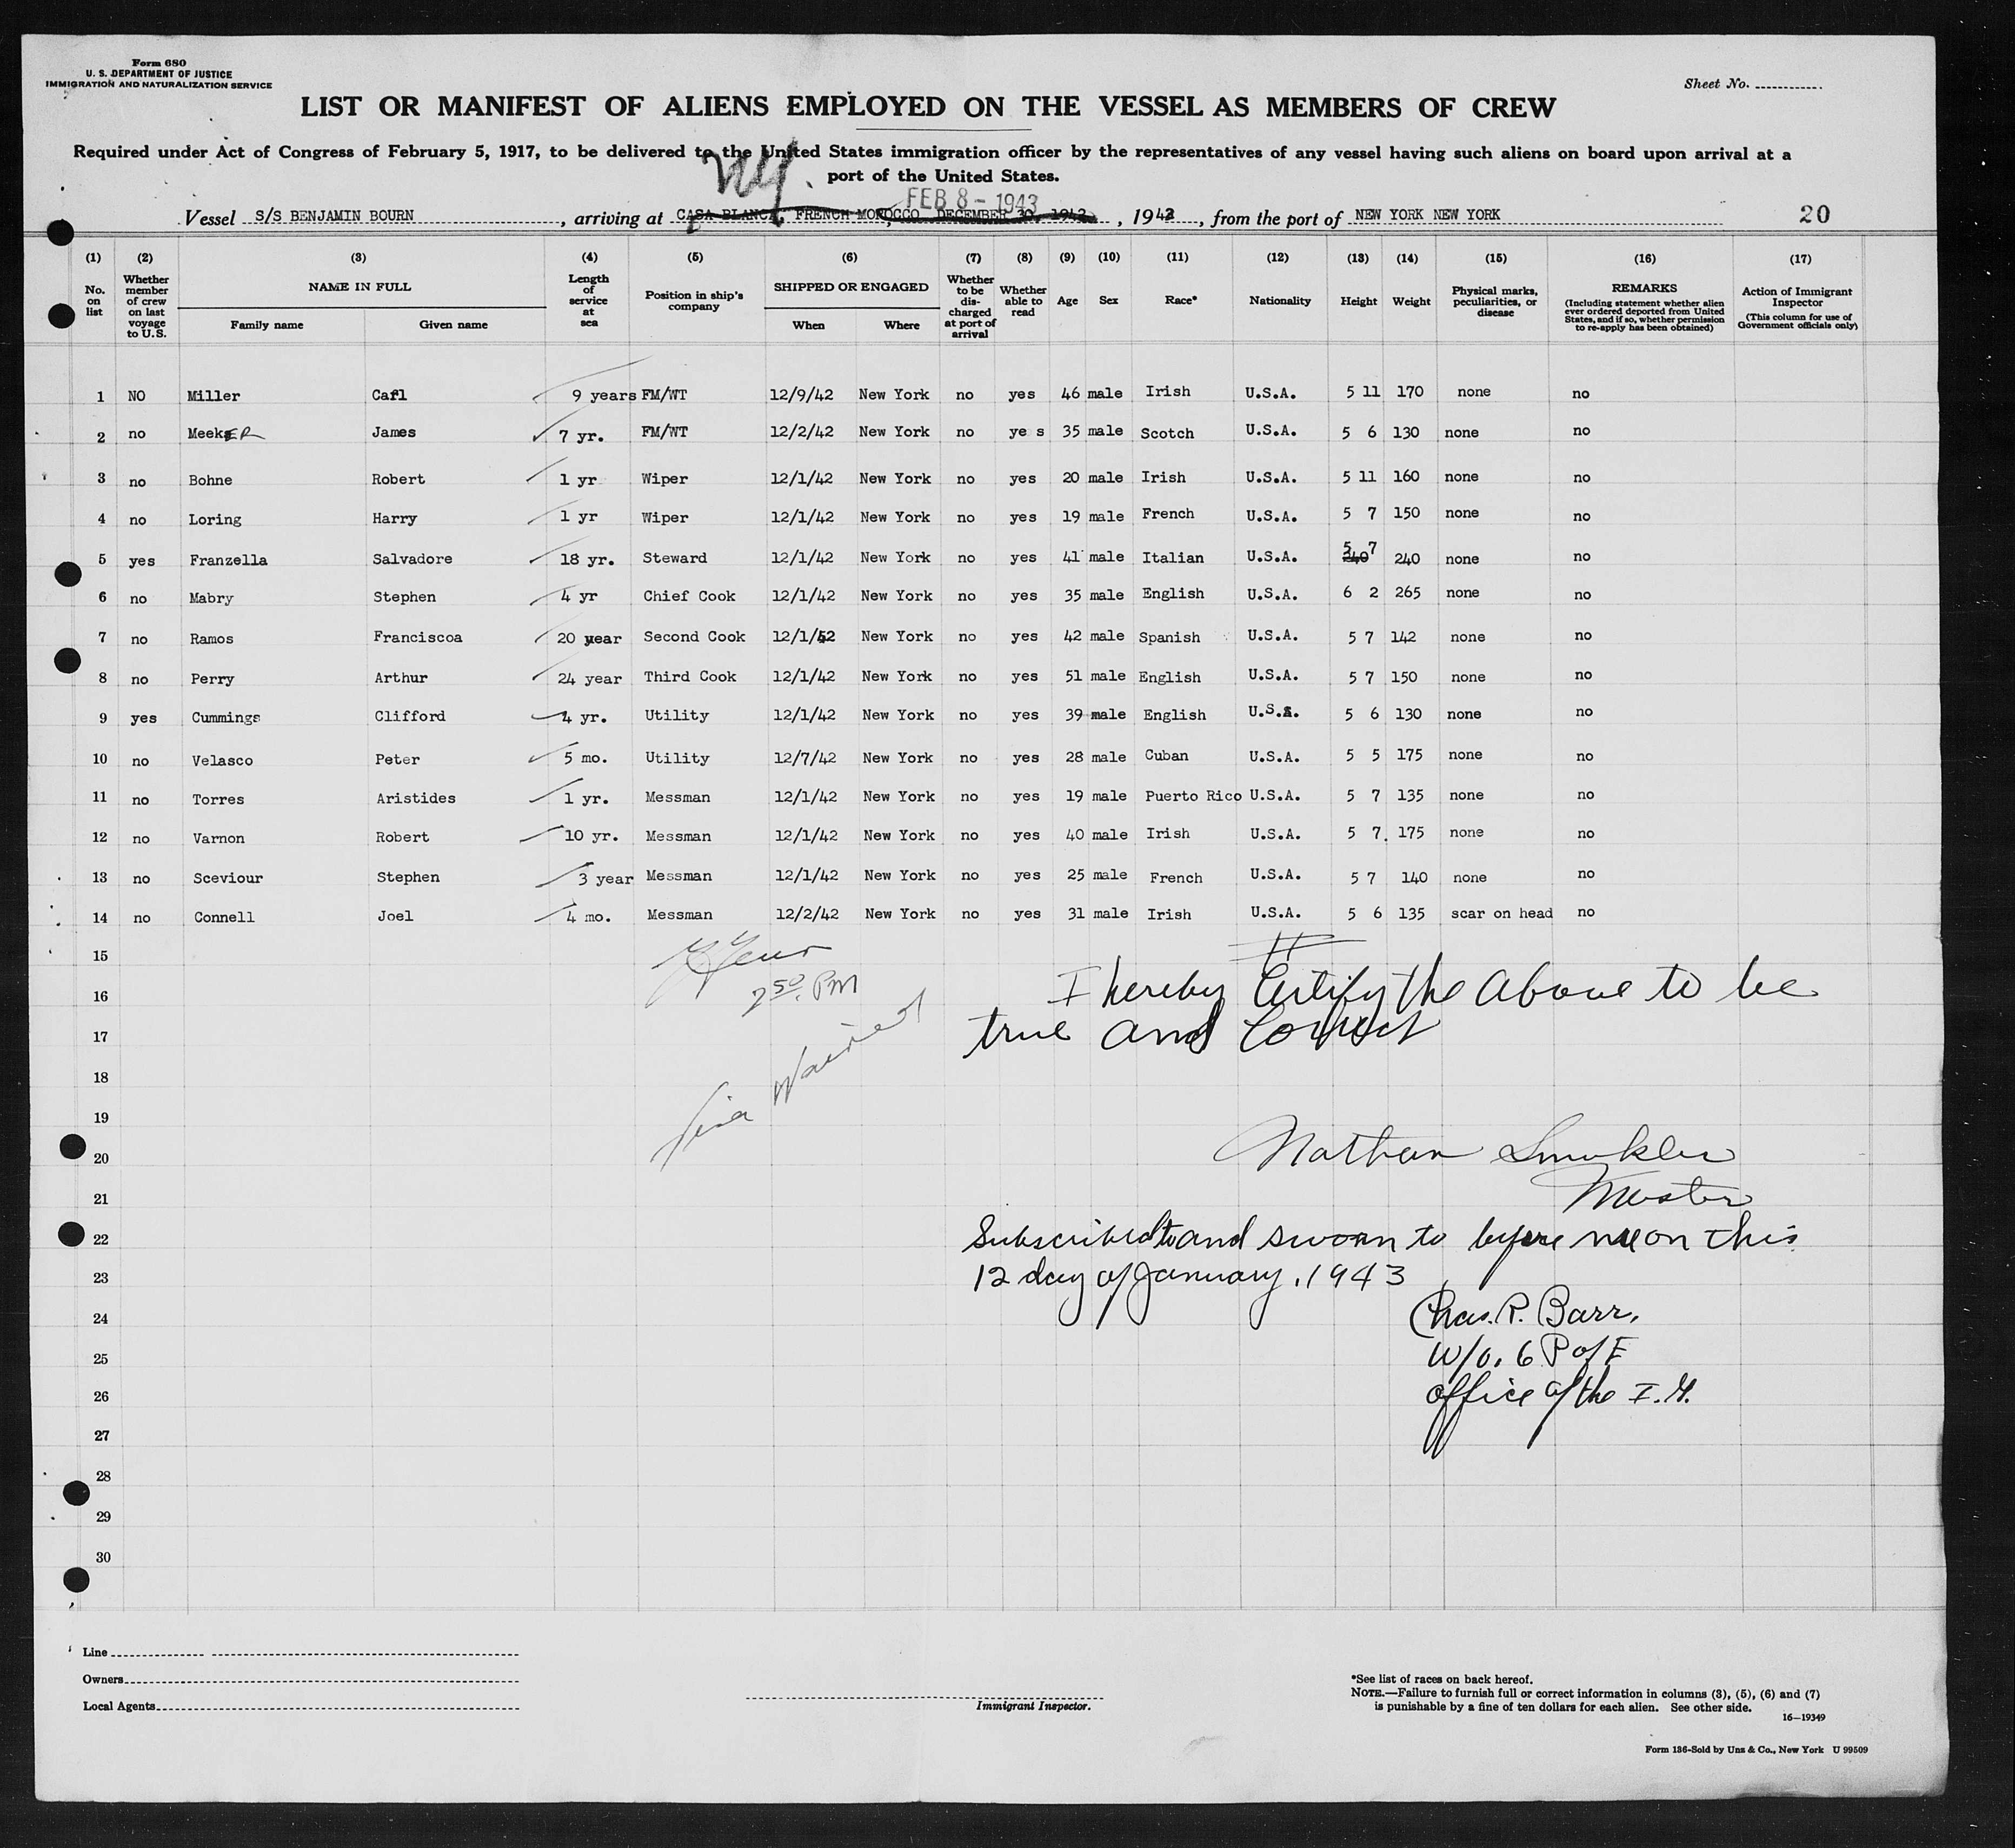 Form 680
U. S. DEPARTMENT OF JUSTICE
IMMIGRATION AND NATURALIZATION SERVICE
Sheet No.
LIST OR MANIFEST OF ALIENS EMPLOYED ON THE VESSEL AS MEMBERS OF CREW
Required under Act of Congress of February 5, 1917, to be delivered to the United States immigration officer by the representatives of any vessel having such aliens on board upon arrival at a
port of the United States.
NY.
FEB 8 - 1943
Vessel S/S BENJAMIN BOURN, arriving at CASA BLANCA, FRENCH MOROCCO DECEMBER 30, 1942, 1942, from the port of NEW YORK NEW YORK 20
(1) (2) (3) (4) (5) (6) (7) (8) (9) (10) (11) (12) (13) (14) (15) (16) (17)
No. on list
Whether member of crew on last voyage to U.S.
NAME IN FULL
Family name Given name
Length of service at sea
Position in ship's company
SHIPPED OR ENGAGED
When Where
Whether to be discharged at port of arrival
Whether able to read
Age
Sex
Race*
Nationality
Height
Weight
Physical marks, peculiarities, or disease
REMARKS
(Including statement whether alien ever ordered deported from United States, and if so, whether permission to re-apply has been obtained)
Action of Immigrant Inspector
(This column for use of Government officials only)
1 NO Miller Carl 9 years FM/WT 12/9/42 New York no yes 46 male Irish U.S.A. 5 11 170 none no
2 no MeekER James 7 yr. FM/WT 12/2/42 New York no ye s 35 male Scotch U.S.A. 5 6 130 none no
3 no Bohne Robert 1 yr Wiper 12/1/42 New York no yes 20 male Irish U.S.A. 5 11 160 none no
4 no Loring Harry 1 yr Wiper 12/1/42 New York no yes 19 male French U.S.A. 5 7 150 none no
5 yes Franzella Salvadore 18 yr. Steward 12/1/42 New York no yes 41 male Italian U.S.A. 240 5 7 240 none no
6 no Mabry Stephen 4 yr Chief Cook 12/1/42 New York no yes 35 male English U.S.A. 6 2 265 none no
7 no Ramos Franciscoa 20 year Second Cook 12/1/42 New York no yes 42 male Spanish U.S.A. 5 7 142 none no
8 no Perry Arthur 24 year Third Cook 12/1/42 New York no yes 51 male English U.S.A. 5 7 150 none no
9 yes Cummings Clifford 4 yr. Utility 12/1/42 New York no yes 39 male English U.S.A. 5 6 130 none no
10 no Velasco Peter 5 mo. Utility 12/7/42 New York no yes 28 male Cuban U.S.A. 5 5 175 none no
11 no Torres Aristides 1 yr. Messman 12/1/42 New York no yes 19 male Puerto Rico U.S.A. 5 7 135 none no
12 no Varnon Robert 10 yr. Messman 12/1/42 New York no yes 40 male Irish U.S.A. 5 7. 175 none no
13 no Sceviour Stephen 3 year Messman 12/1/42 New York no yes 25 male French U.S.A. 5 7 140 none no
14 no Connell Joel 4 mo. Messman 12/2/42 New York no yes 31 male Irish U.S.A. 5 6 135 scar on head no
15
2 50. PM
16 I hereby Certify the above to be
17 true and Correct
18
Visa Waived
19
20 Nathan Smukler
21 Master
22 Subscribed to and sworn to before me on this
23 12 day of January, 1943
24 Chas. R. Barr,
25 W/O, 6 P of E
26 office of the I. G.
27
28
29
30
Line
Owners
Local Agents
Immigrant Inspector.
*See list of races on back hereof.
NOTE.—Failure to furnish full or correct information in columns (3), (5), (6) and (7)
is punishable by a fine of ten dollars for each alien. See other side.
16—19349
Form 136-Sold by Unz & Co., New York U 99509